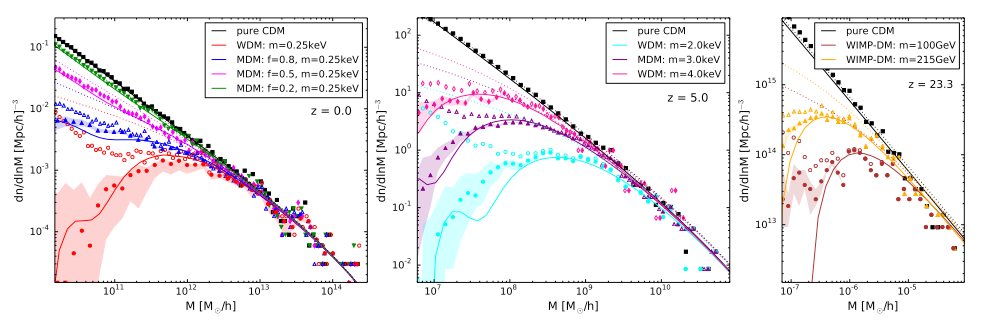 dn/dlnM [Mpc/h]^{-3}
10^{-1}
10^{-2}
10^{-3}
10^{-4}
10^{11}
10^{12}
10^{13}
10^{14}
M [M_☉/h]
pure CDM
WDM: m=0.25keV
MDM: f=0.8, m=0.25keV
MDM: f=0.5, m=0.25keV
MDM: f=0.2, m=0.25keV
z = 0.0
dn/dlnM [Mpc/h]^{-3}
10^{2}
10^{1}
10^{0}
10^{-1}
10^{-2}
10^{7}
10^{8}
10^{9}
10^{10}
M [M_☉/h]
pure CDM
WDM: m=2.0keV
MDM: m=3.0keV
WDM: m=4.0keV
z = 5.0
dn/dlnM [Mpc/h]^{-3}
10^{15}
10^{14}
10^{13}
10^{-7}
10^{-6}
10^{-5}
M [M_☉/h]
pure CDM
WIMP-DM: m=100GeV
WIMP-DM: m=215GeV
z = 23.3